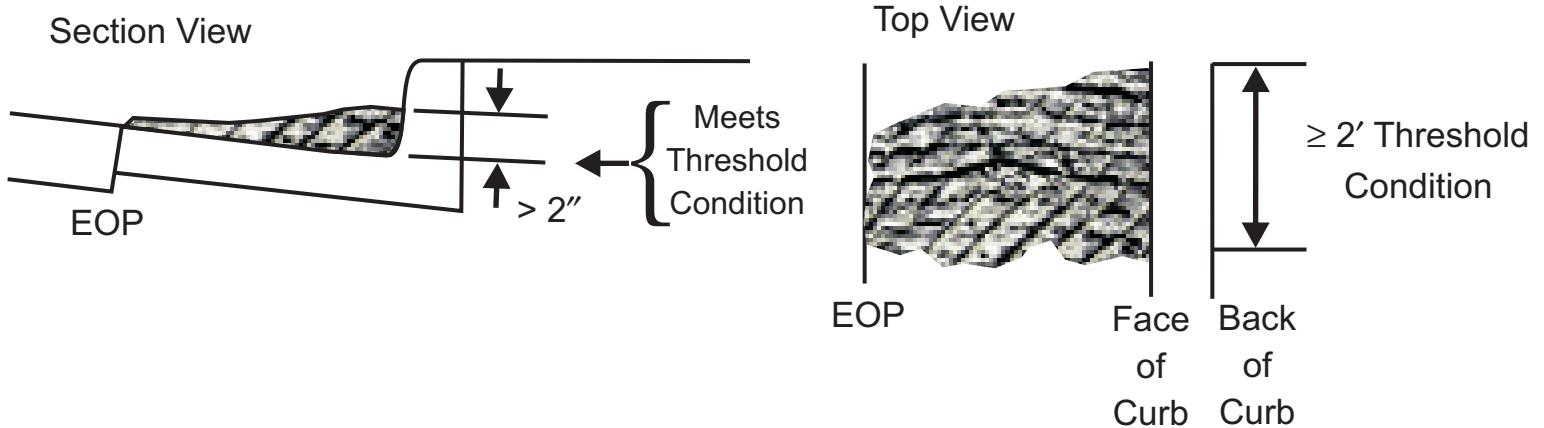 Section View
EOP
> 2″
Meets
Threshold
Condition
Top View
≥ 2′ Threshold
Condition
EOP
Face
of
Curb
Back
of
Curb